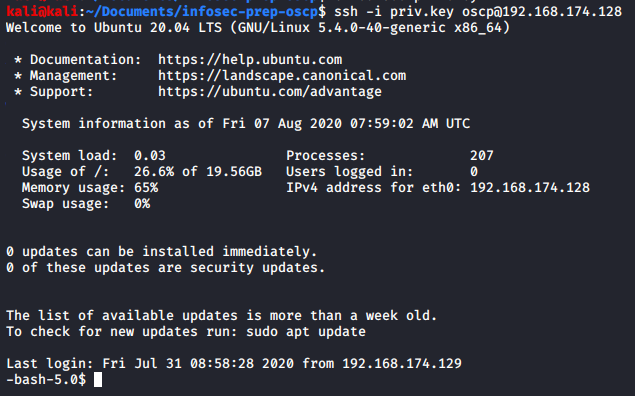 kali@kali:~/Documents/infosec-prep-oscp$ ssh -i priv.key oscp@192.168.174.128
Welcome to Ubuntu 20.04 LTS (GNU/Linux 5.4.0-40-generic x86_64)

 * Documentation:  https://help.ubuntu.com
 * Management:     https://landscape.canonical.com
 * Support:        https://ubuntu.com/advantage

  System information as of Fri 07 Aug 2020 07:59:02 AM UTC

  System load:  0.03               Processes:             207
  Usage of /:   26.6% of 19.56GB   Users logged in:       0
  Memory usage: 65%                IPv4 address for eth0: 192.168.174.128
  Swap usage:   0%

0 updates can be installed immediately.
0 of these updates are security updates.

The list of available updates is more than a week old.
To check for new updates run: sudo apt update

Last login: Fri Jul 31 08:58:28 2020 from 192.168.174.129
-bash-5.0$